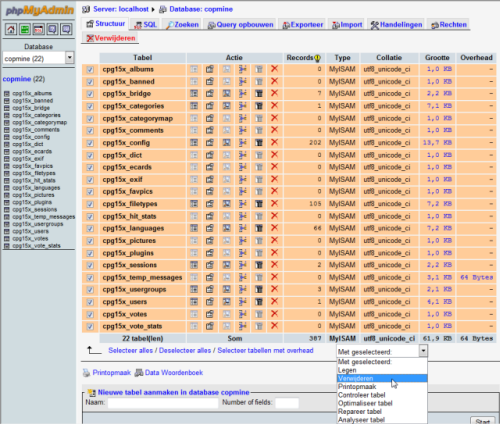 phpMyAdmin
Server: localhost Database: copmine
Structuur SQL Zoeken Query opbouwen Exporteer Import Handelingen Rechten
Verwijderen
Database
copmine (22)
copmine (22)
cpg15x_albums
cpg15x_banned
cpg15x_bridge
cpg15x_categories
cpg15x_categorymap
cpg15x_comments
cpg15x_config
cpg15x_dict
cpg15x_ecards
cpg15x_exif
cpg15x_favpics
cpg15x_filetypes
cpg15x_hit_stats
cpg15x_languages
cpg15x_pictures
cpg15x_plugins
cpg15x_sessions
cpg15x_temp_messages
cpg15x_usergroups
cpg15x_users
cpg15x_votes
cpg15x_vote_stats
Tabel Actie Records Type Collatie Grootte Overhead
cpg15x_albums 0 MyISAM utf8_unicode_ci 1,0 KB -
cpg15x_banned 0 MyISAM utf8_unicode_ci 1,0 KB -
cpg15x_bridge 7 MyISAM utf8_unicode_ci 2,2 KB -
cpg15x_categories 1 MyISAM utf8_unicode_ci 7,1 KB -
cpg15x_categorymap 0 MyISAM utf8_unicode_ci 1,0 KB -
cpg15x_comments 0 MyISAM utf8_unicode_ci 1,0 KB -
cpg15x_config 202 MyISAM utf8_unicode_ci 13,7 KB -
cpg15x_dict 0 MyISAM utf8_unicode_ci 1,0 KB -
cpg15x_ecards 0 MyISAM utf8_unicode_ci 1,0 KB -
cpg15x_exif 0 MyISAM utf8_unicode_ci 1,0 KB -
cpg15x_favpics 0 MyISAM utf8_unicode_ci 1,0 KB -
cpg15x_filetypes 105 MyISAM utf8_unicode_ci 7,2 KB -
cpg15x_hit_stats 0 MyISAM utf8_unicode_ci 1,0 KB -
cpg15x_languages 66 MyISAM utf8_unicode_ci 7,2 KB -
cpg15x_pictures 0 MyISAM utf8_unicode_ci 1,0 KB -
cpg15x_plugins 0 MyISAM utf8_unicode_ci 1,0 KB -
cpg15x_sessions 2 MyISAM utf8_unicode_ci 2,2 KB -
cpg15x_temp_messages 0 MyISAM utf8_unicode_ci 3,1 KB 64 Bytes
cpg15x_usergroups 3 MyISAM utf8_unicode_ci 2,2 KB -
cpg15x_users 1 MyISAM utf8_unicode_ci 4,1 KB -
cpg15x_votes 0 MyISAM utf8_unicode_ci 1,0 KB -
cpg15x_vote_stats 0 MyISAM utf8_unicode_ci 1,0 KB -
22 tabel(len) Som 387 MyISAM utf8_unicode_ci 61,9 KB 64 Bytes
Selecteer alles / Deselecteer alles / Selecteer tabellen met overhead
Met geselecteerd:
Met geselecteerd:
Legen
Verwijderen
Printopmaak
Controleer tabel
Optimaliseer tabel
Repareer tabel
Analyseer tabel
Printopmaak Data Woordenboek
Nieuwe tabel aanmaken in database copmine
Naam: Number of fields:
Start